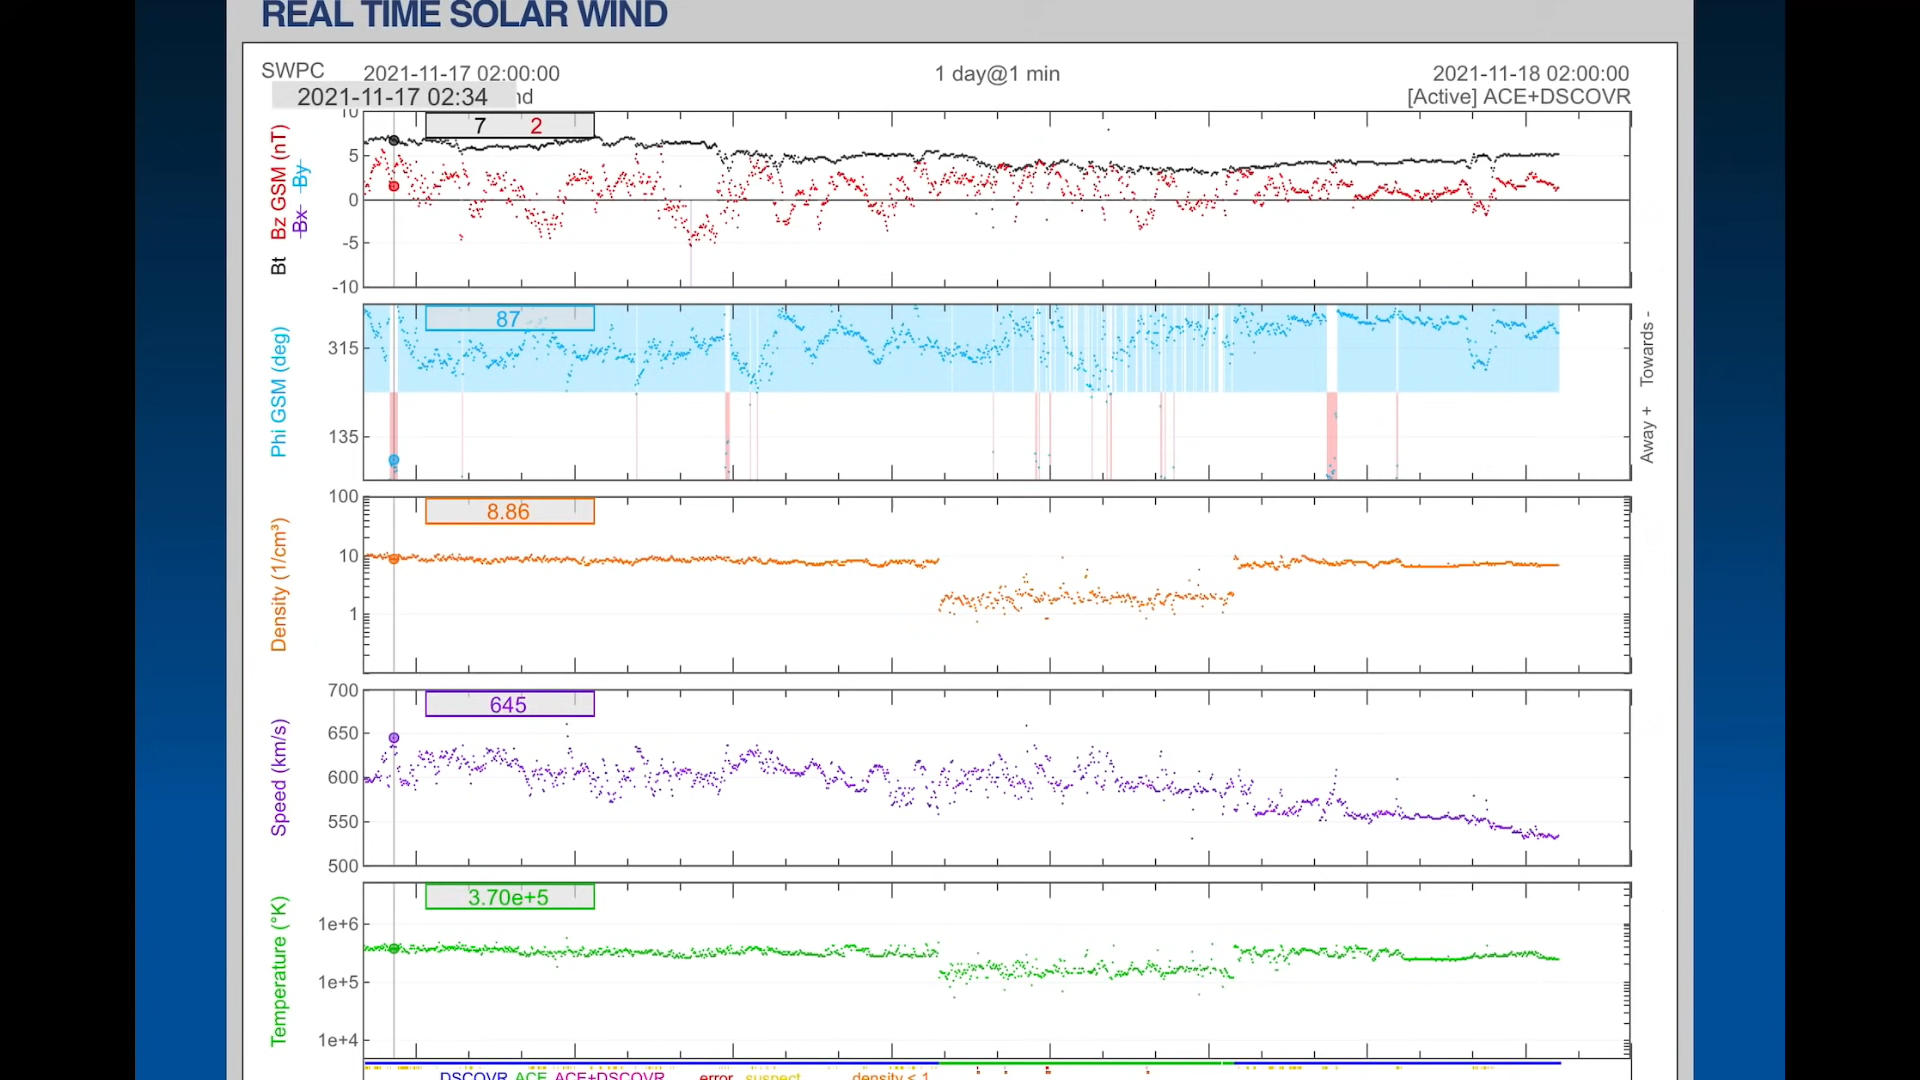 REAL TIME SOLAR WIND
SWPC
2021-11-17 02:00:00
1 day@1 min
2021-11-18 02:00:00
2021-11-17 02:34
[Active] ACE+DSCOVR
7 2
10
5
0
-5
-10
Bt Bz GSM (nT)
Bx By
87
315
135
Phi GSM (deg)
Away + Towards -
8.86
100
10
1
Density (1/cm³)
645
700
650
600
550
500
Speed (km/s)
3.70e+5
1e+6
1e+5
1e+4
Temperature (°K)
DSCOVR ACE ACE+DSCOVR error suspect density < 1